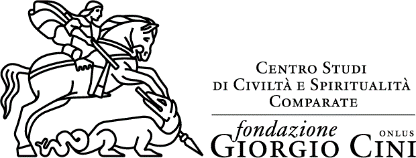 CENTRO STUDI
DI CIVILTÀ E SPIRITUALITÀ
COMPARATE
fondazione ONLUS
GIORGIO CINI